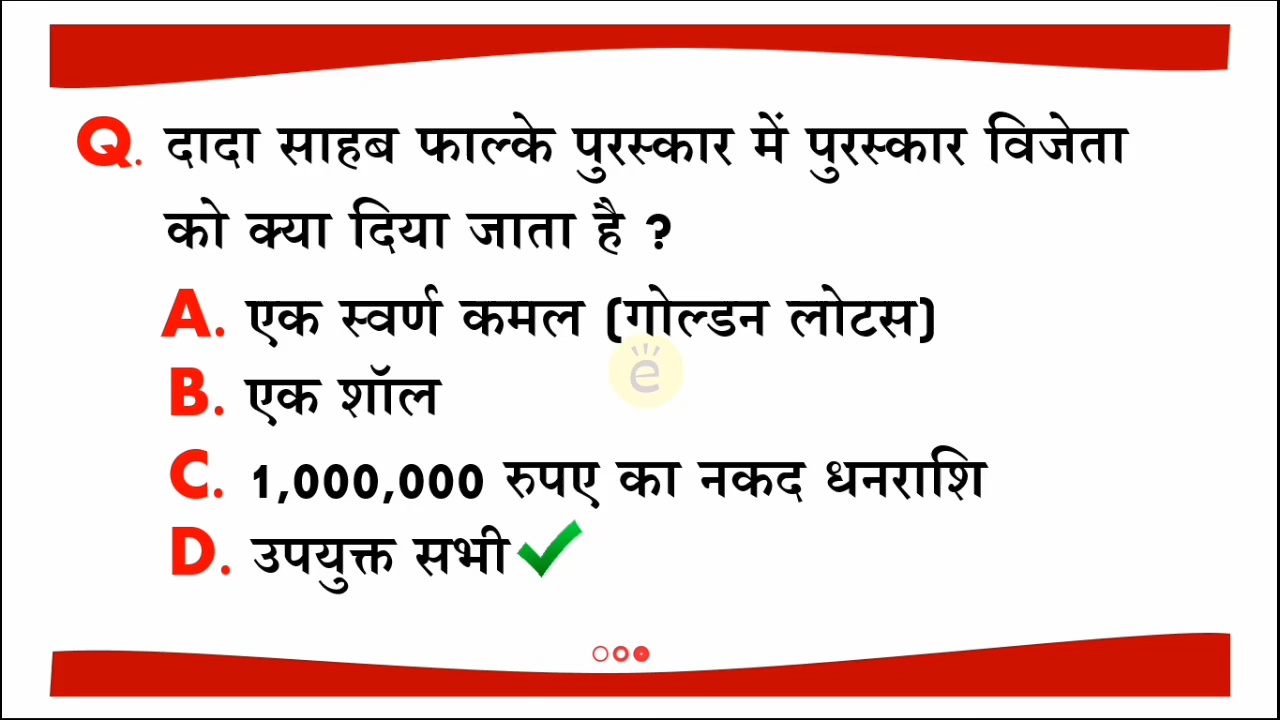 Q. दादा साहब फाल्के पुरस्कार में पुरस्कार विजेता
को क्या दिया जाता है ?
A. एक स्वर्ण कमल (गोल्डन लोटस)
e
B. एक शॉल
C. 1,000,000 रुपए का नकद धनराशि
D. उपयुक्त सभी